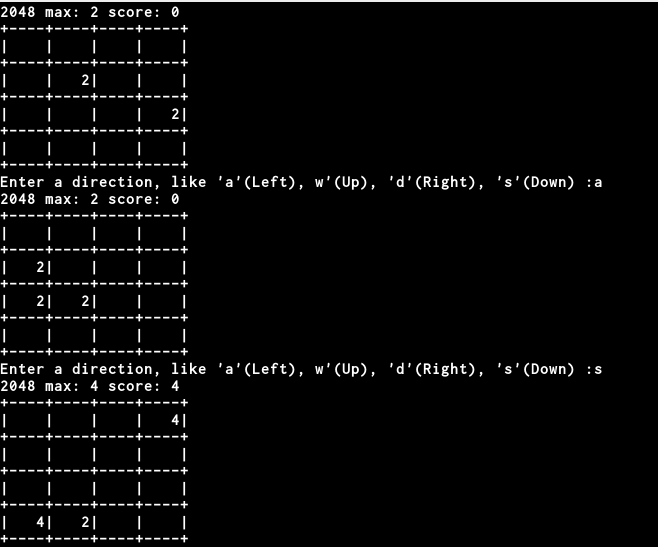 2048 max: 2 score: 0
+----+----+----+----+
|    |    |    |    |
+----+----+----+----+
|    |   2|    |    |
+----+----+----+----+
|    |    |    |   2|
+----+----+----+----+
|    |    |    |    |
+----+----+----+----+
Enter a direction, like 'a'(Left), w'(Up), 'd'(Right), 's'(Down) :a
2048 max: 2 score: 0
+----+----+----+----+
|    |    |    |    |
+----+----+----+----+
|   2|    |    |    |
+----+----+----+----+
|   2|   2|    |    |
+----+----+----+----+
|    |    |    |    |
+----+----+----+----+
Enter a direction, like 'a'(Left), w'(Up), 'd'(Right), 's'(Down) :s
2048 max: 4 score: 4
+----+----+----+----+
|    |    |    |   4|
+----+----+----+----+
|    |    |    |    |
+----+----+----+----+
|    |    |    |    |
+----+----+----+----+
|   4|   2|    |    |
+----+----+----+----+